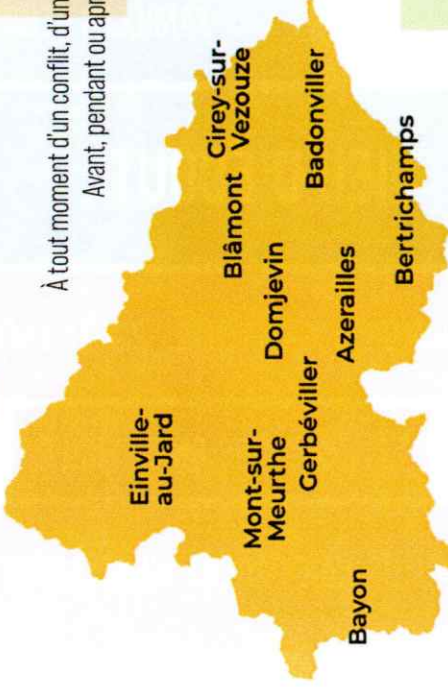 À tout moment d'un conflit, d'un
Avant, pendant ou apr
Einville-
au-Jard
Cirey-sur-
Vezouze
Blâmont
Mont-sur-
Meurthe
Domjevin
Badonviller
Gerbéviller
Azerailles
Bayon
Bertrichamps